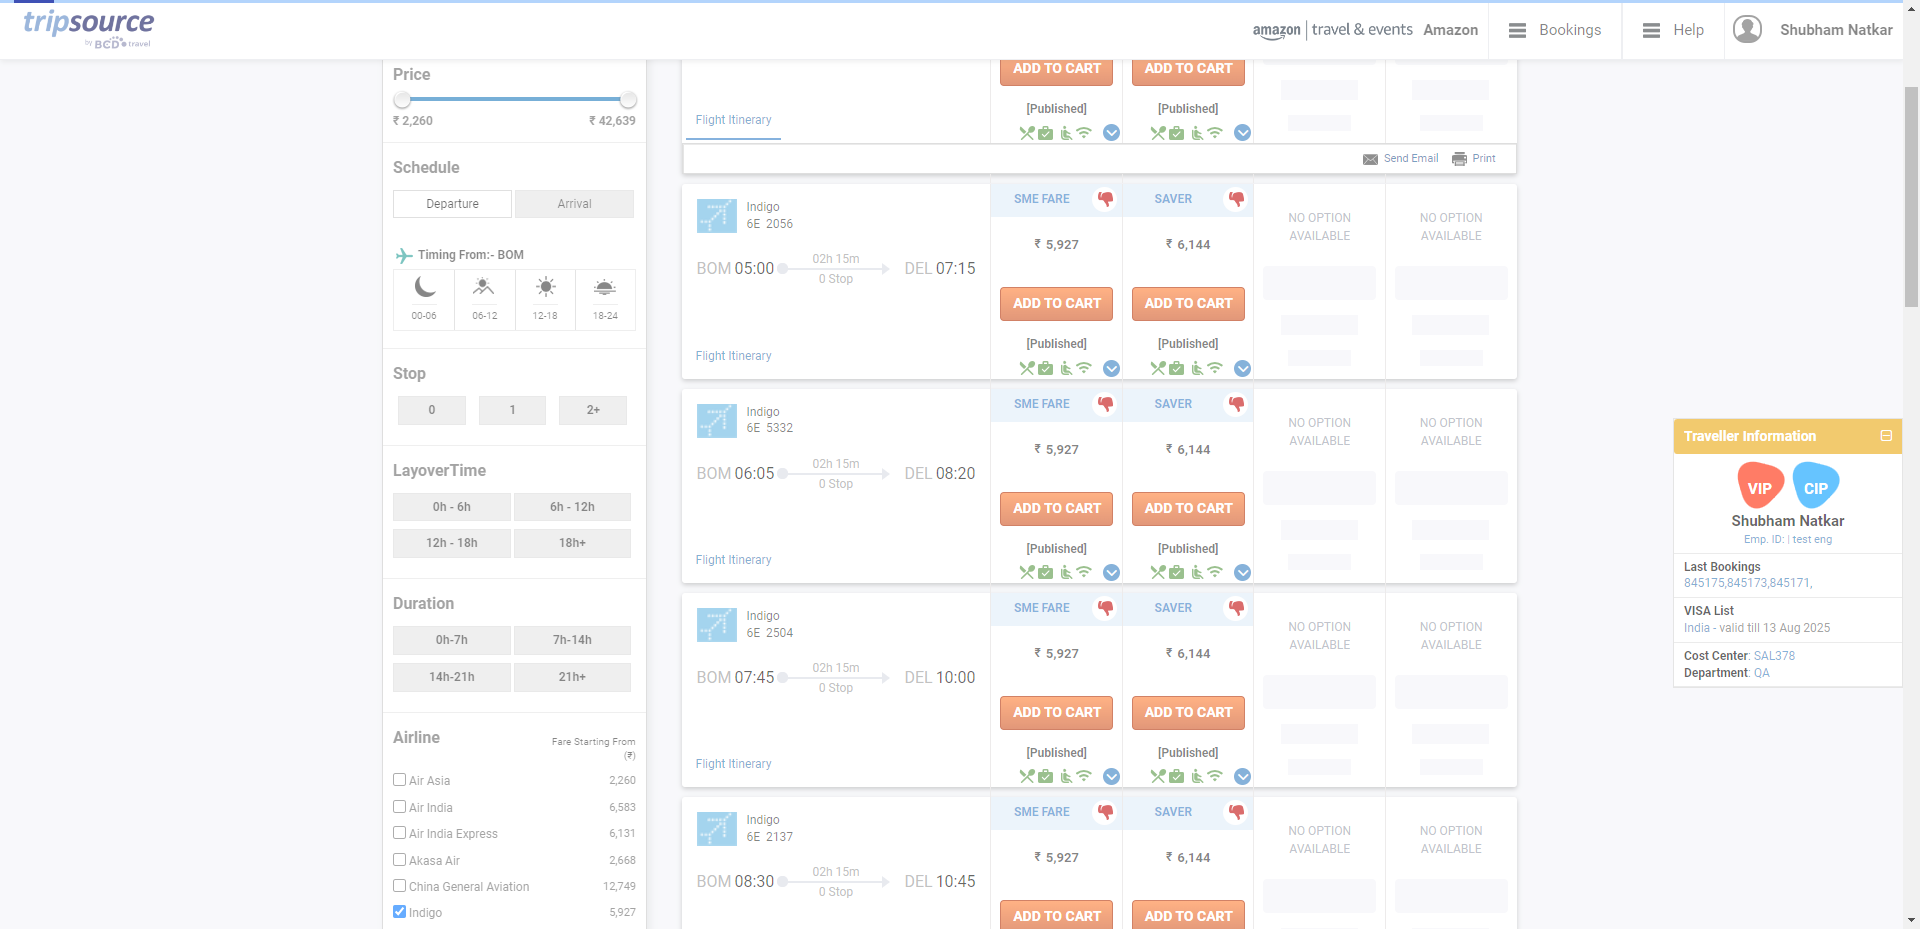 tripsource
by BCD travel
amazon | travel & events Amazon
Bookings
Help
Shubham Natkar
Price
₹ 2,260 ₹ 42,639
Schedule
Departure Arrival
Timing From:- BOM
00-06 06-12 12-18 18-24
Stop
0 1 2+
LayoverTime
0h - 6h 6h - 12h
12h - 18h 18h+
Duration
0h-7h 7h-14h
14h-21h 21h+
Airline Fare Starting From
(₹)
Air Asia 2,260
Air India 6,583
Air India Express 6,131
Akasa Air 2,668
China General Aviation 12,749
Indigo 5,927
ADD TO CART ADD TO CART
[Published] [Published]
Flight Itinerary
Send Email Print
Indigo
6E 2056
SME FARE SAVER
NO OPTION AVAILABLE NO OPTION AVAILABLE
₹ 5,927 ₹ 6,144
BOM 05:00 02h 15m DEL 07:15
0 Stop
ADD TO CART ADD TO CART
[Published] [Published]
Flight Itinerary
Indigo
6E 5332
SME FARE SAVER
NO OPTION AVAILABLE NO OPTION AVAILABLE
₹ 5,927 ₹ 6,144
BOM 06:05 02h 15m DEL 08:20
0 Stop
ADD TO CART ADD TO CART
[Published] [Published]
Flight Itinerary
Indigo
6E 2504
SME FARE SAVER
NO OPTION AVAILABLE NO OPTION AVAILABLE
₹ 5,927 ₹ 6,144
BOM 07:45 02h 15m DEL 10:00
0 Stop
ADD TO CART ADD TO CART
[Published] [Published]
Flight Itinerary
Indigo
6E 2137
SME FARE SAVER
NO OPTION AVAILABLE NO OPTION AVAILABLE
₹ 5,927 ₹ 6,144
BOM 08:30 02h 15m DEL 10:45
0 Stop
ADD TO CART ADD TO CART
Traveller Information
VIP CIP
Shubham Natkar
Emp. ID: | test eng
Last Bookings
845175,845173,845171,
VISA List
India - valid till 13 Aug 2025
Cost Center: SAL378
Department: QA